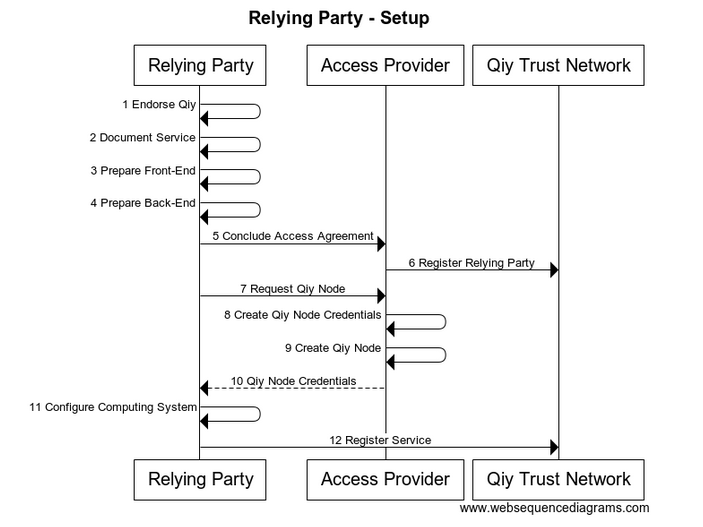 Relying Party - Setup
Relying Party
Access Provider
Qiy Trust Network
1 Endorse Qiy
2 Document Service
3 Prepare Front-End
4 Prepare Back-End
5 Conclude Access Agreement
6 Register Relying Party
7 Request Qiy Node
8 Create Qiy Node Credentials
9 Create Qiy Node
10 Qiy Node Credentials
11 Configure Computing System
12 Register Service
Relying Party
Access Provider
Qiy Trust Network
www.websequencediagrams.com